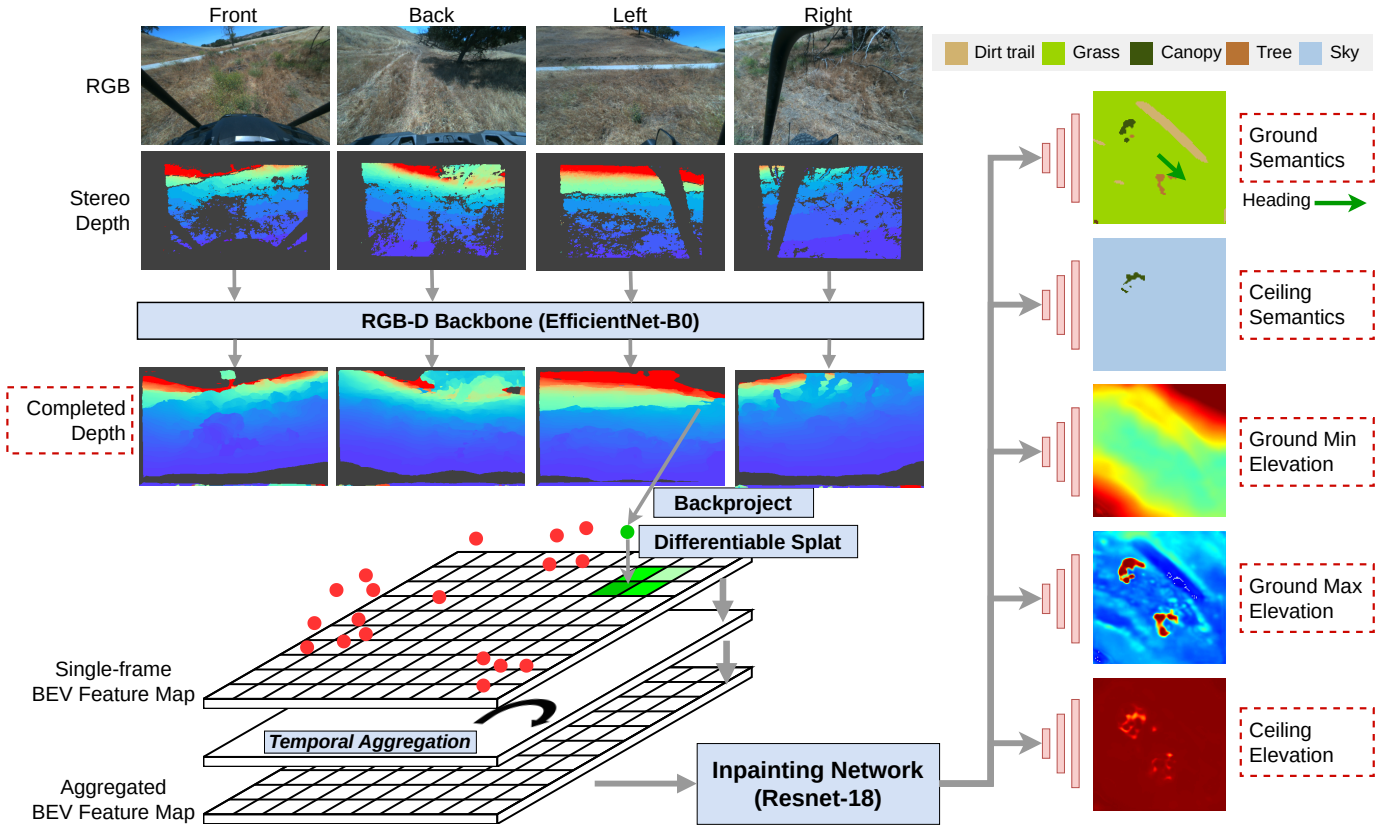 Front
Back
Left
Right
RGB
Stereo
Depth
RGB-D Backbone (EfficientNet-B0)
Completed
Depth
Backproject
Differentiable Splat
Single-frame
BEV Feature Map
Temporal Aggregation
Aggregated
BEV Feature Map
Inpainting Network
(Resnet-18)
Dirt trail
Grass
Canopy
Tree
Sky
Ground
Semantics
Heading
Ceiling
Semantics
Ground Min
Elevation
Ground Max
Elevation
Ceiling
Elevation